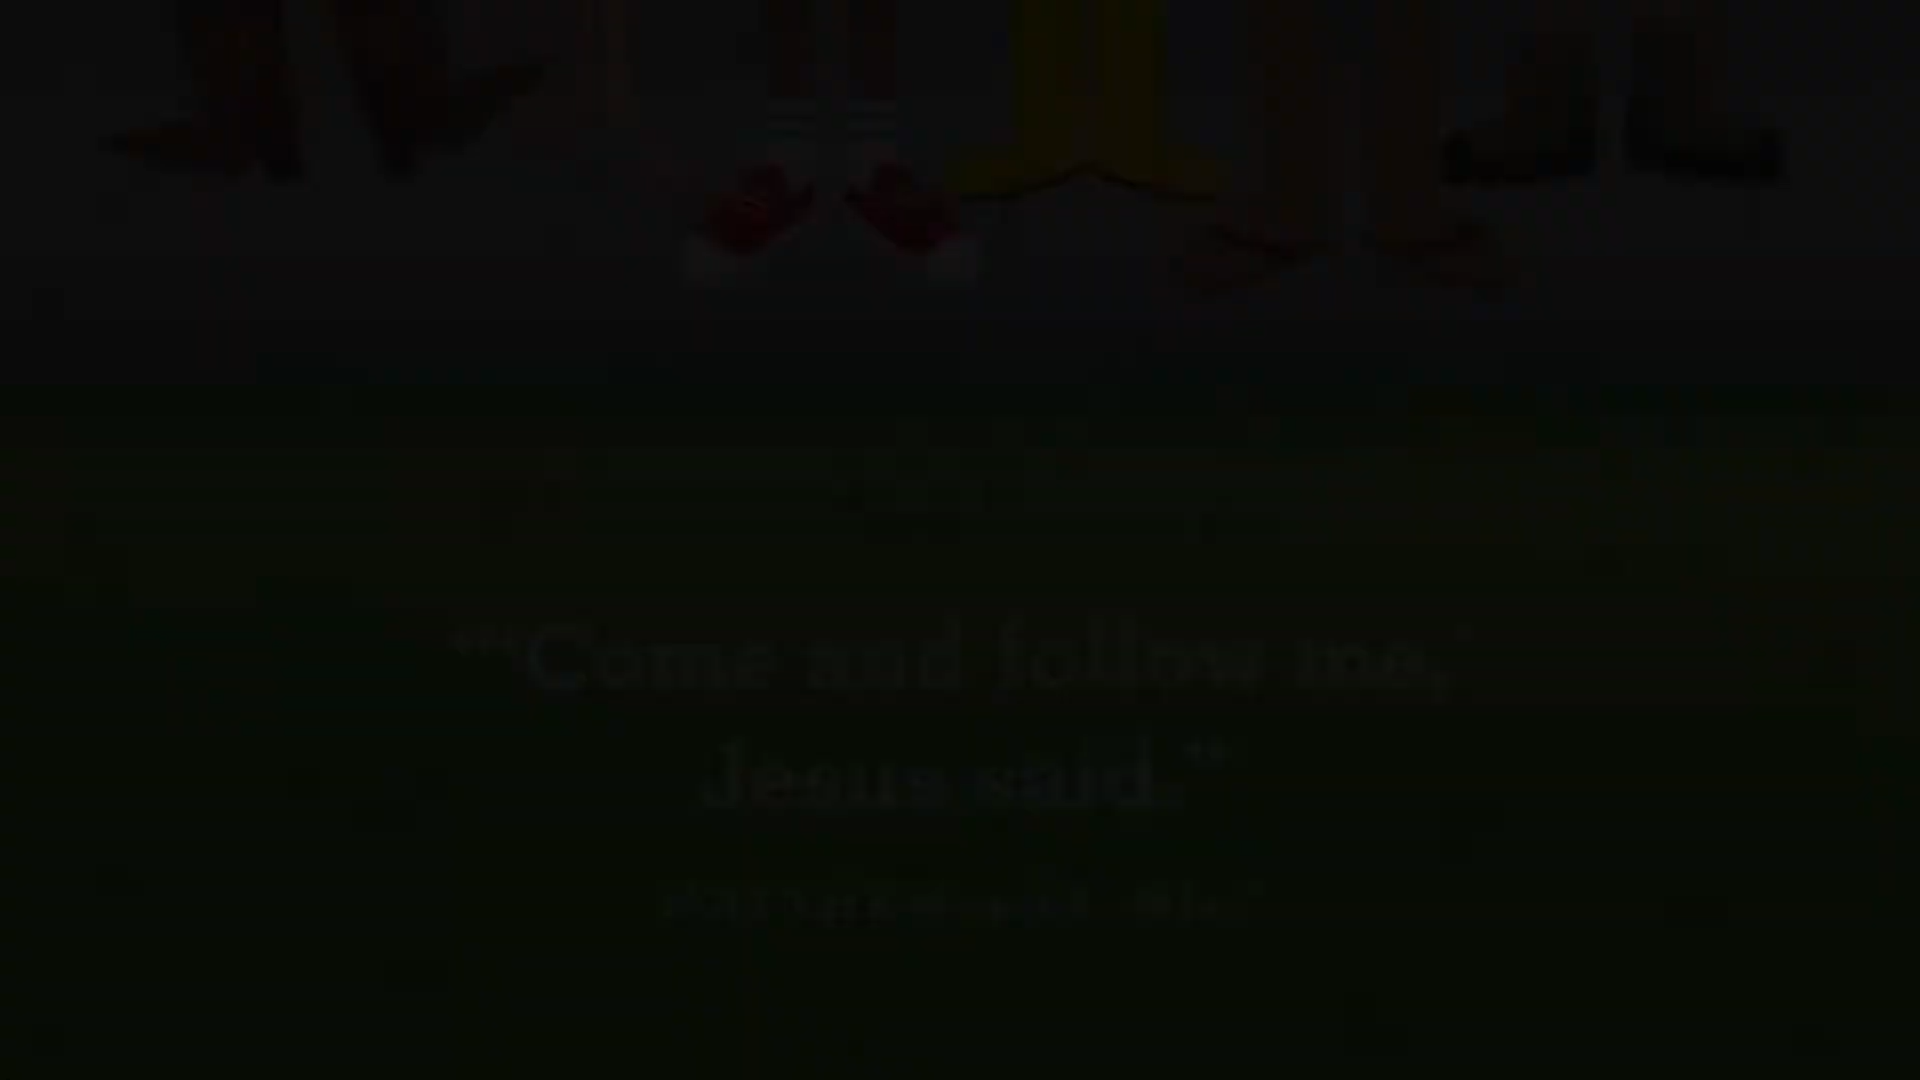 "“Come and follow me,'
Jesus said.”